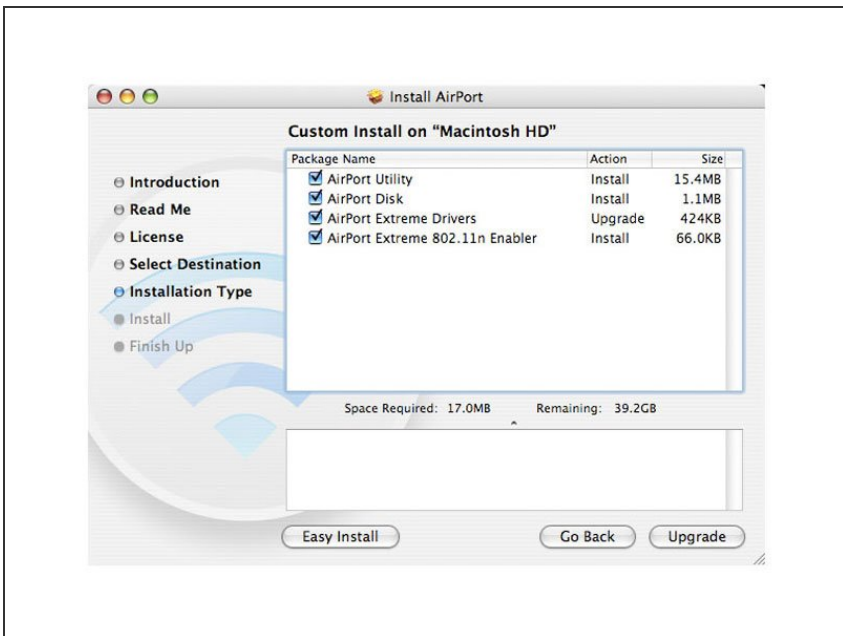 Install AirPort
Custom Install on “Macintosh HD”
Introduction
Read Me
License
Select Destination
Installation Type
Install
Finish Up
Package Name Action Size
AirPort Utility Install 15.4MB
AirPort Disk Install 1.1MB
AirPort Extreme Drivers Upgrade 424KB
AirPort Extreme 802.11n Enabler Install 66.0KB
Space Required: 17.0MB Remaining: 39.2GB
Easy Install Go Back Upgrade